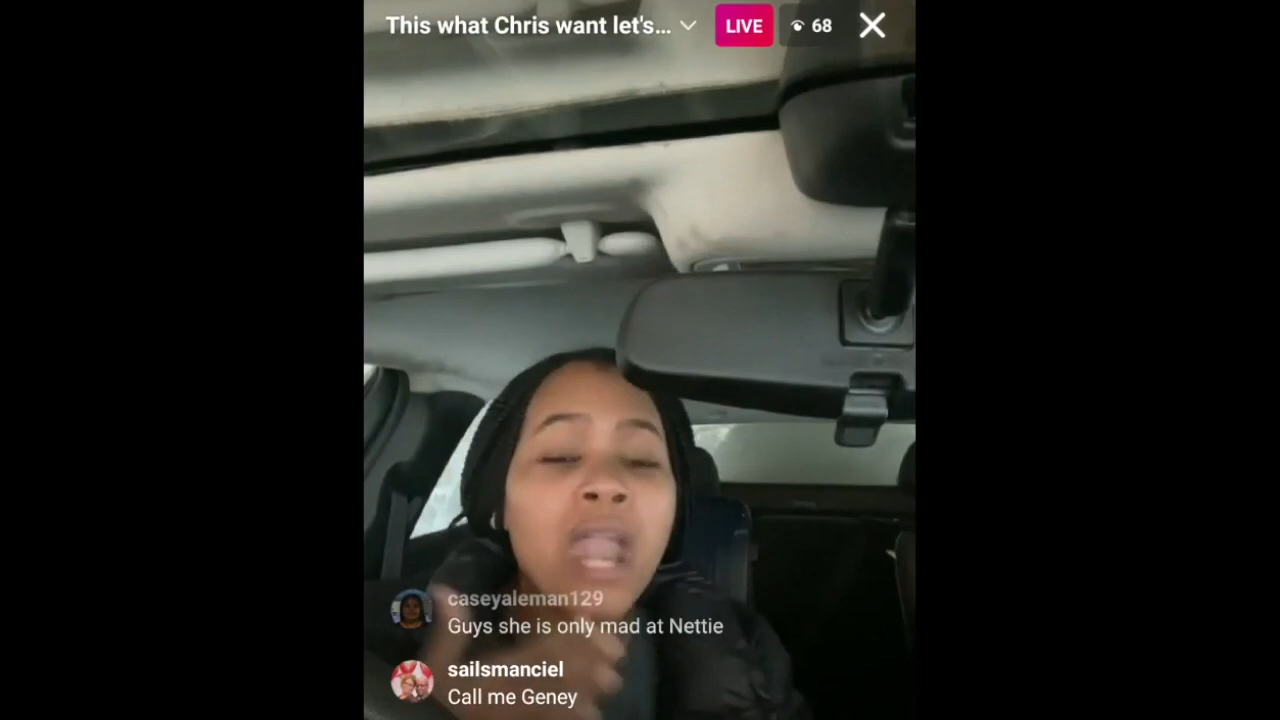 This what Chris want let's...
LIVE
68
caseyaleman129
Guys she is only mad at Nettie
sailsmanciel
Call me Geney